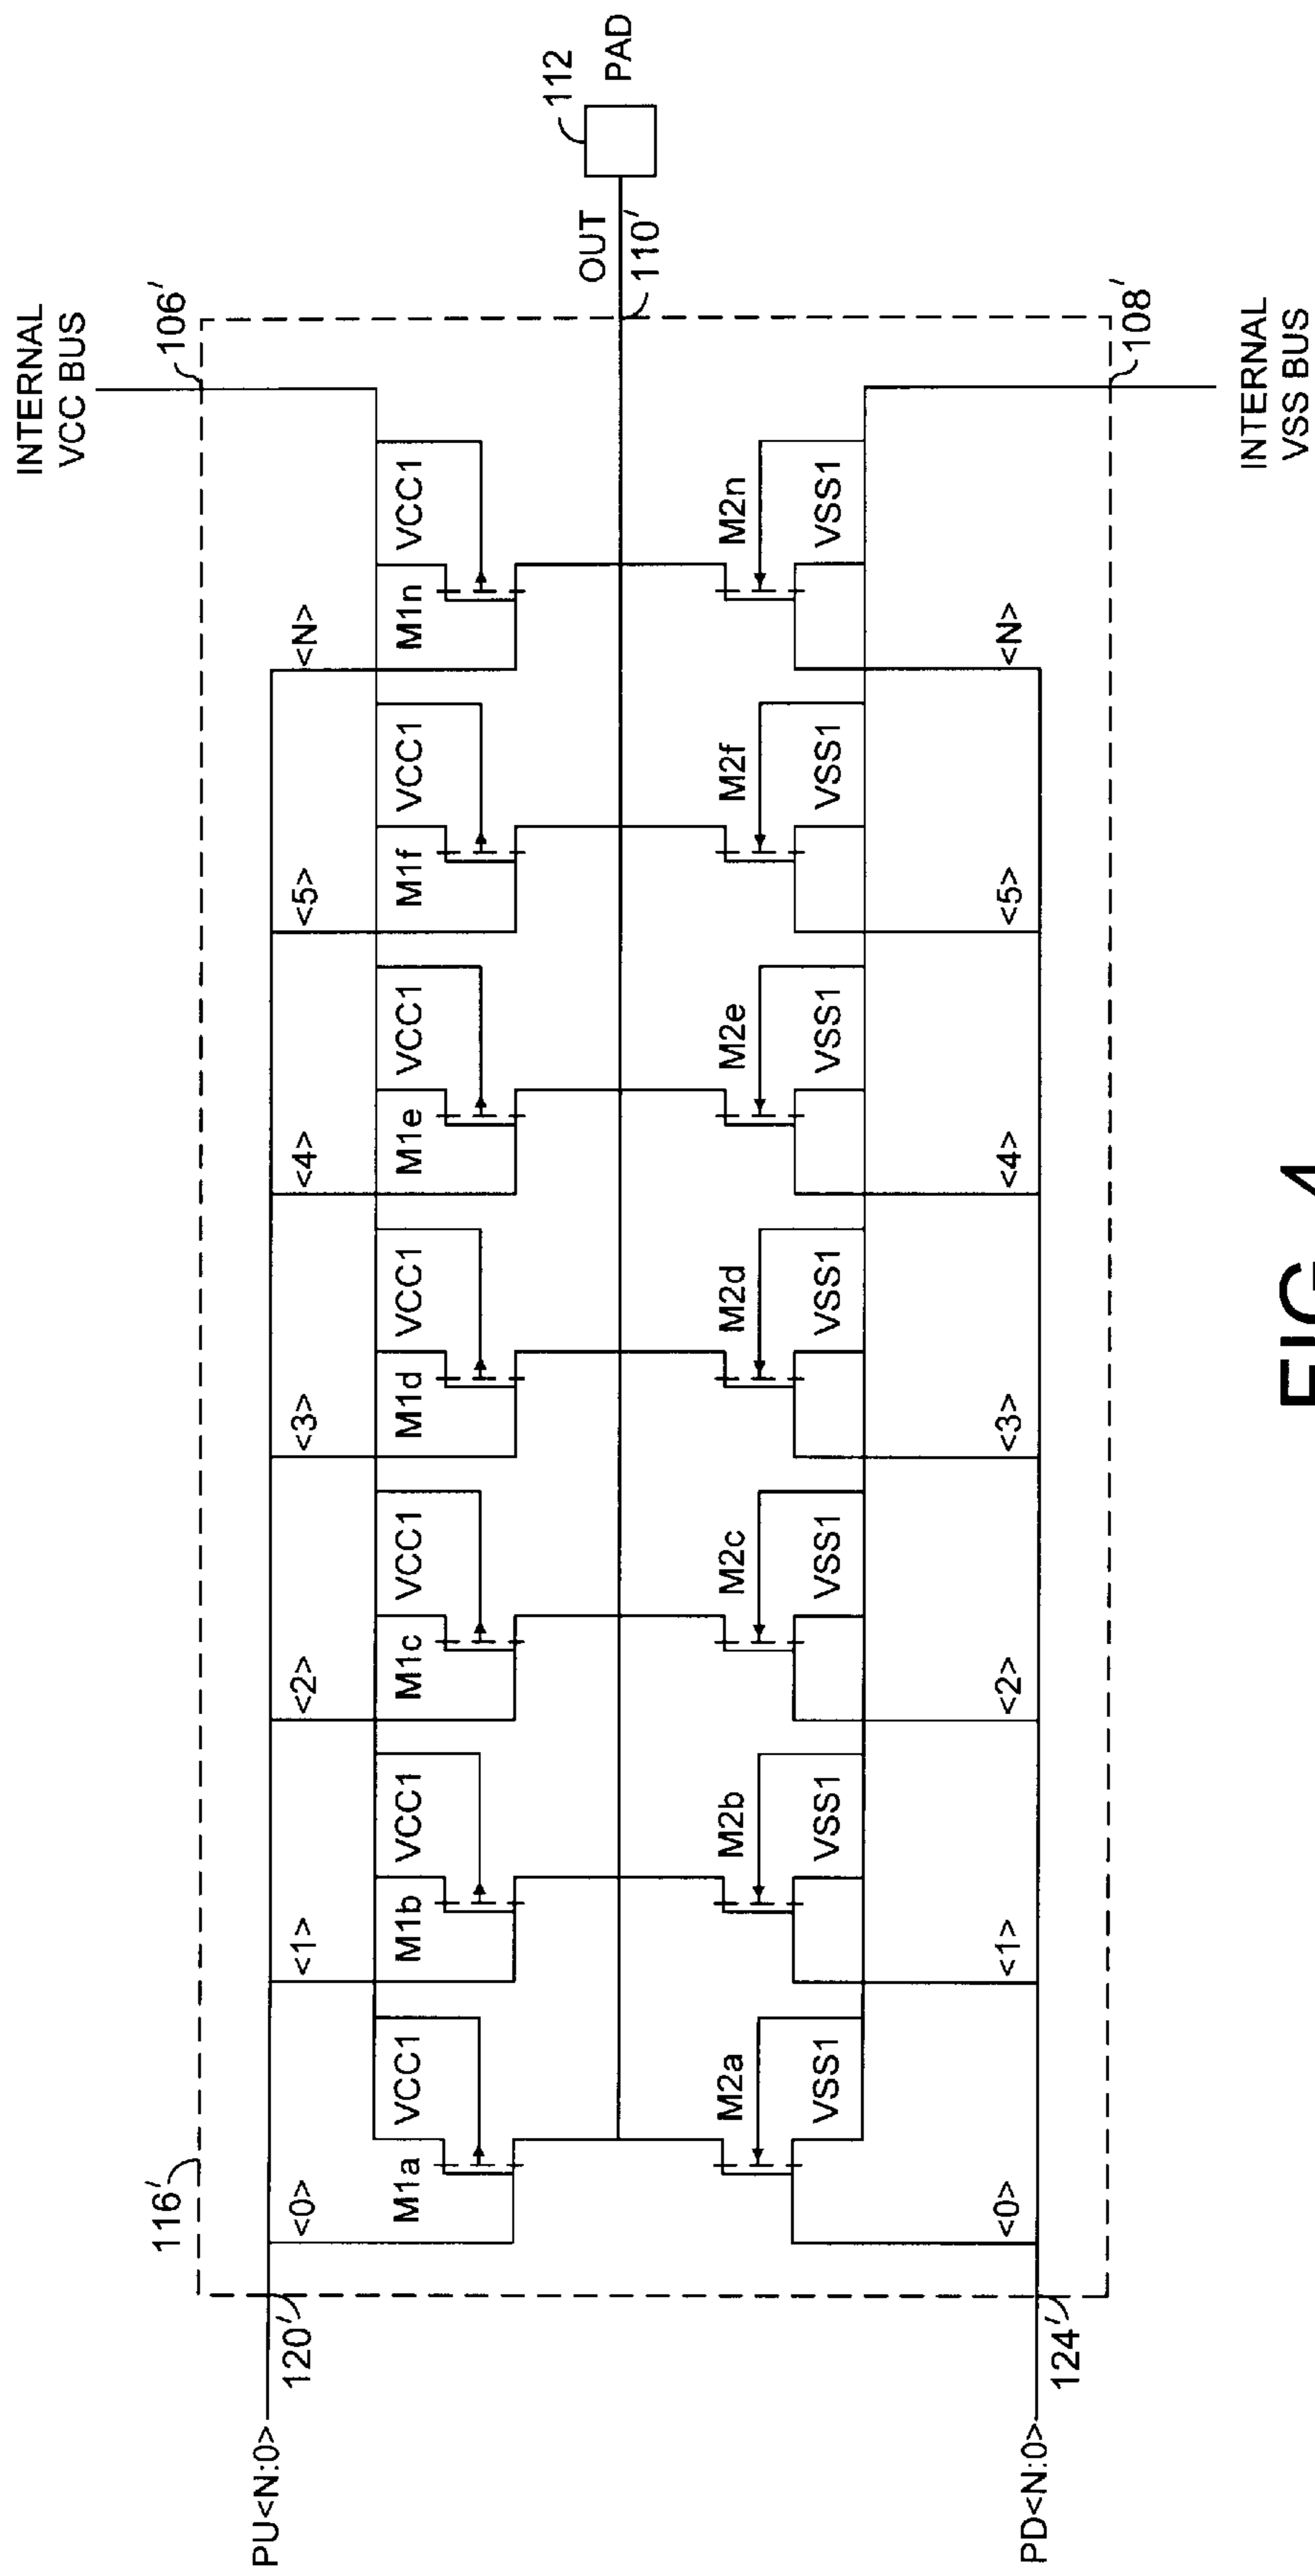 INTERNAL
VCC BUS
106′
116′
PU<N:0>
120′
<0>
<1>
<2>
<3>
<4>
<5>
<N>
M1a
VCC1
M1b
VCC1
M1c
VCC1
M1d
VCC1
M1e
VCC1
M1f
VCC1
M1n
VCC1
OUT
110′
112
PAD
M2a
VSS1
M2b
VSS1
M2c
VSS1
M2d
VSS1
M2e
VSS1
M2f
VSS1
M2n
VSS1
<0>
<1>
<2>
<3>
<4>
<5>
<N>
PD<N:0>
124′
108′
INTERNAL
VSS BUS
FIG. 4